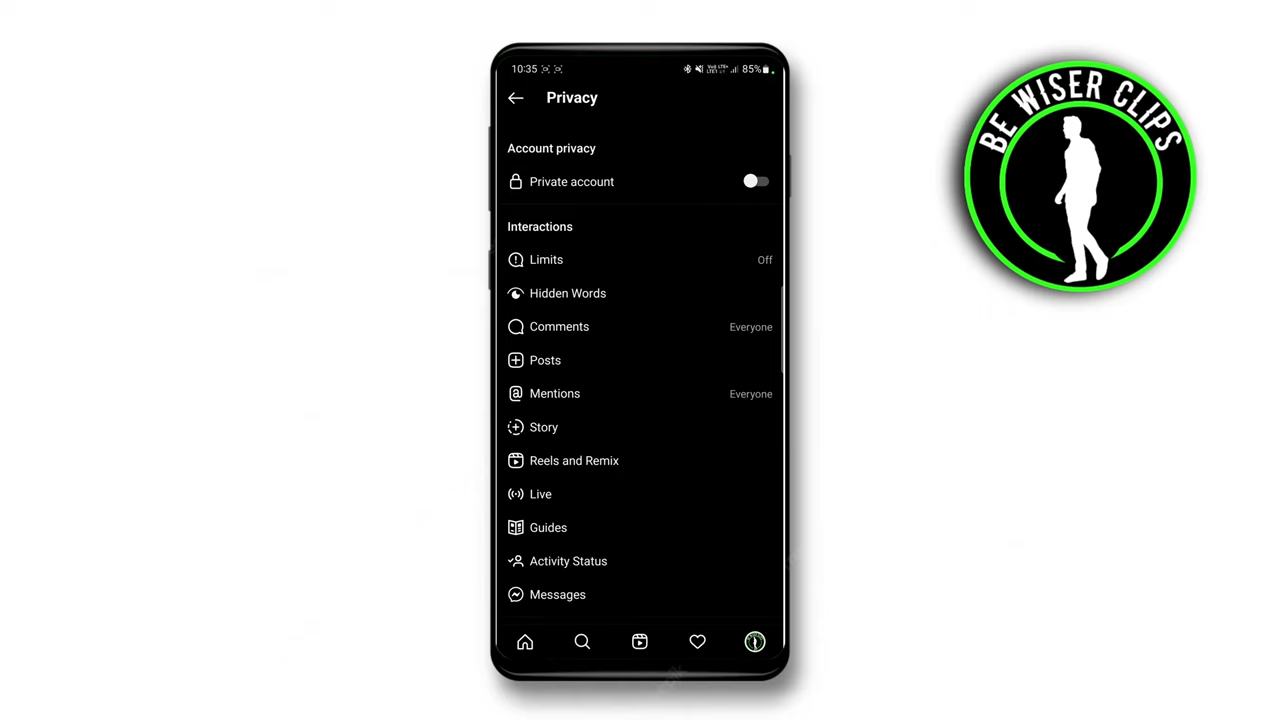 10:35
85%
Privacy
Account privacy
Private account
Interactions
Limits Off
Hidden Words
Comments Everyone
Posts
Mentions Everyone
Story
Reels and Remix
Live
Guides
Activity Status
Messages
BE WISER CLIPS